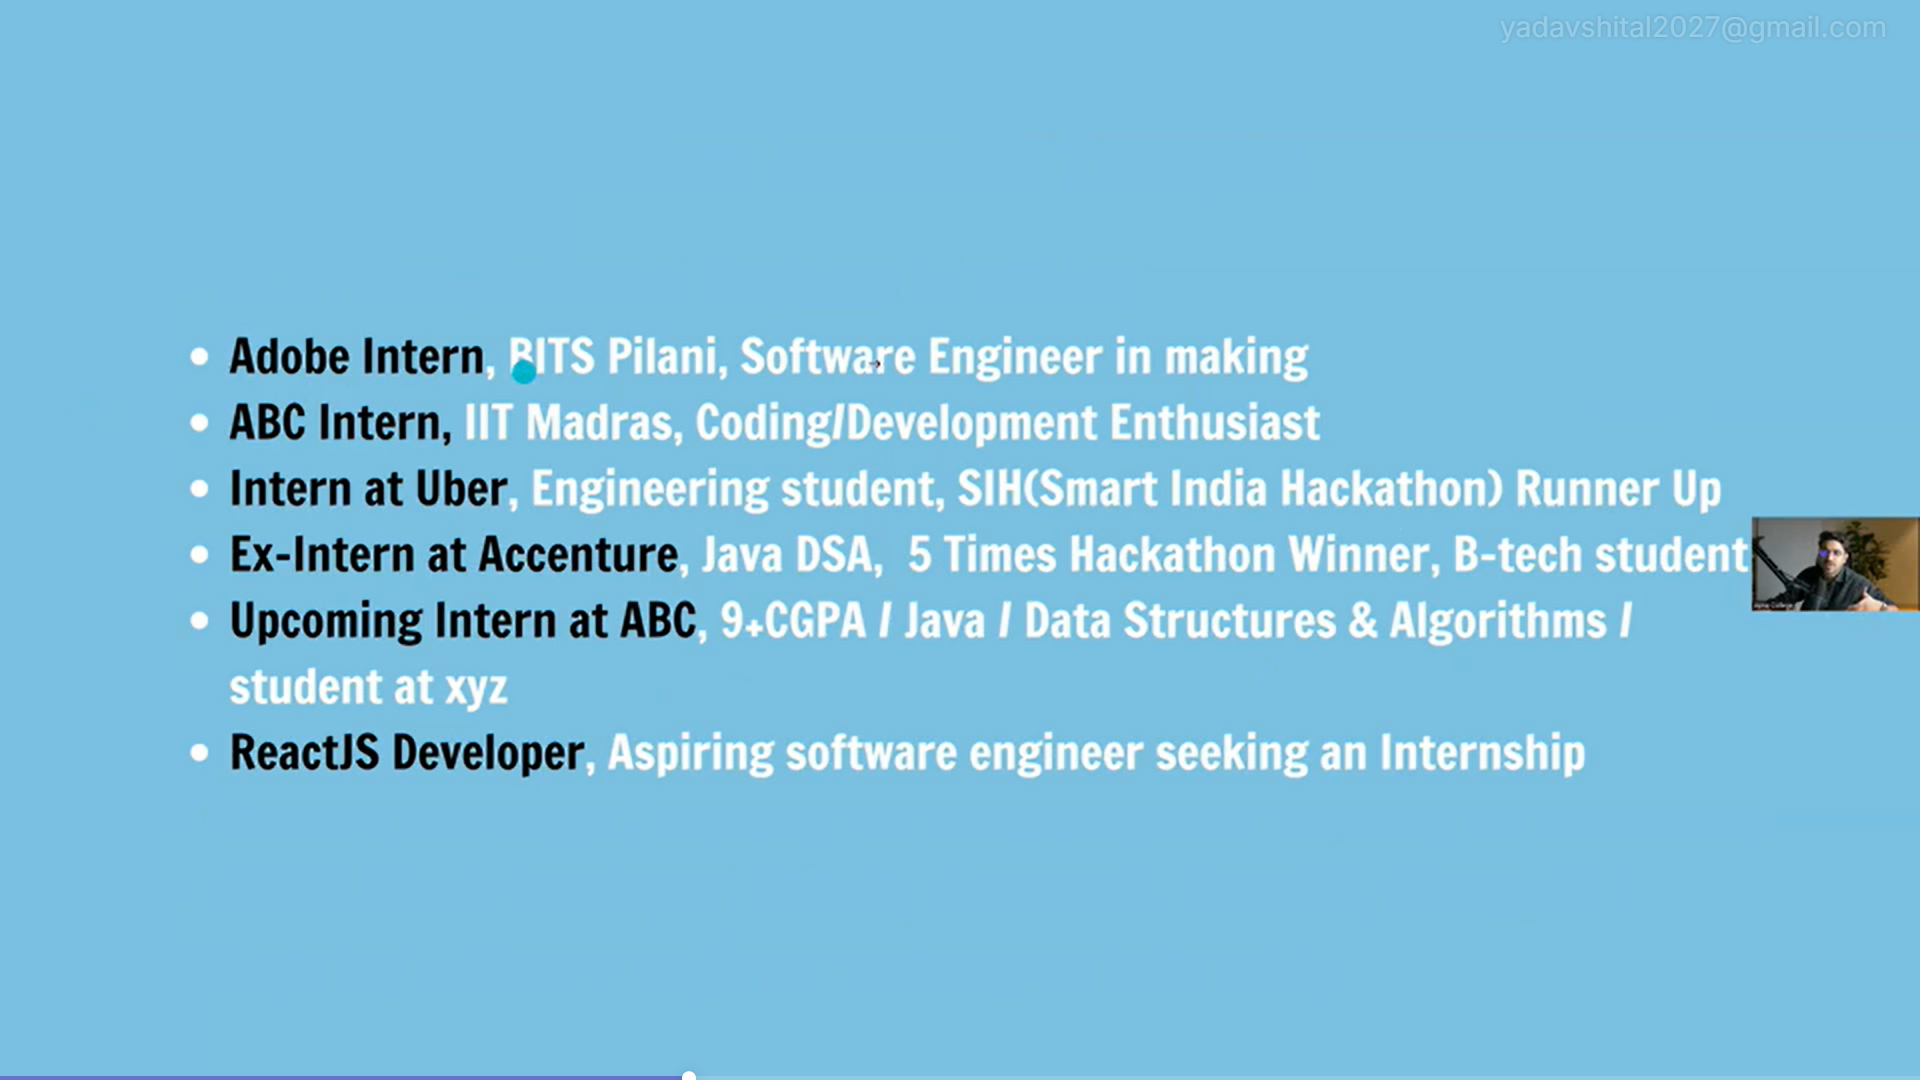 yadavshital2027@gmail.com
Adobe Intern, BITS Pilani, Software Engineer in making
ABC Intern, IIT Madras, Coding/Development Enthusiast
Intern at Uber, Engineering student, SIH(Smart India Hackathon) Runner Up
Ex-Intern at Accenture, Java DSA, 5 Times Hackathon Winner, B-tech student
Upcoming Intern at ABC, 9+CGPA / Java / Data Structures & Algorithms /
student at xyz
ReactJS Developer, Aspiring software engineer seeking an Internship